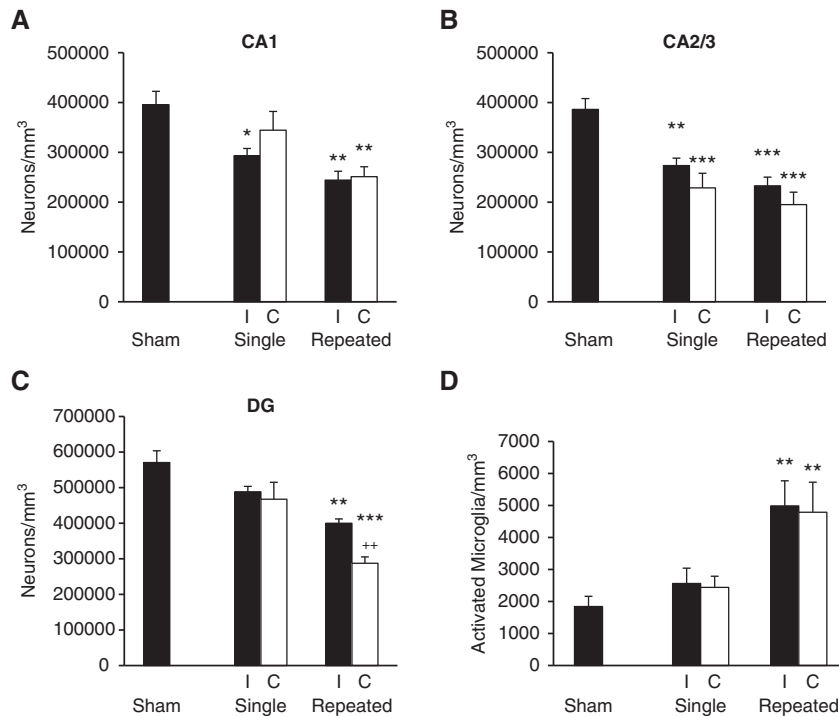 A
CA1
Neurons/mm³
500000
400000
300000
200000
100000
0
*
**
**
I C I C
Sham Single Repeated
B
CA2/3
Neurons/mm³
500000
400000
300000
200000
100000
0
**
***
***
***
I C I C
Sham Single Repeated
C
DG
Neurons/mm³
700000
600000
500000
400000
300000
200000
100000
0
**
***
++
I C I C
Sham Single Repeated
D
Activated Microglia/mm³
7000
6000
5000
4000
3000
2000
1000
0
** **
I C I C
Sham Single Repeated